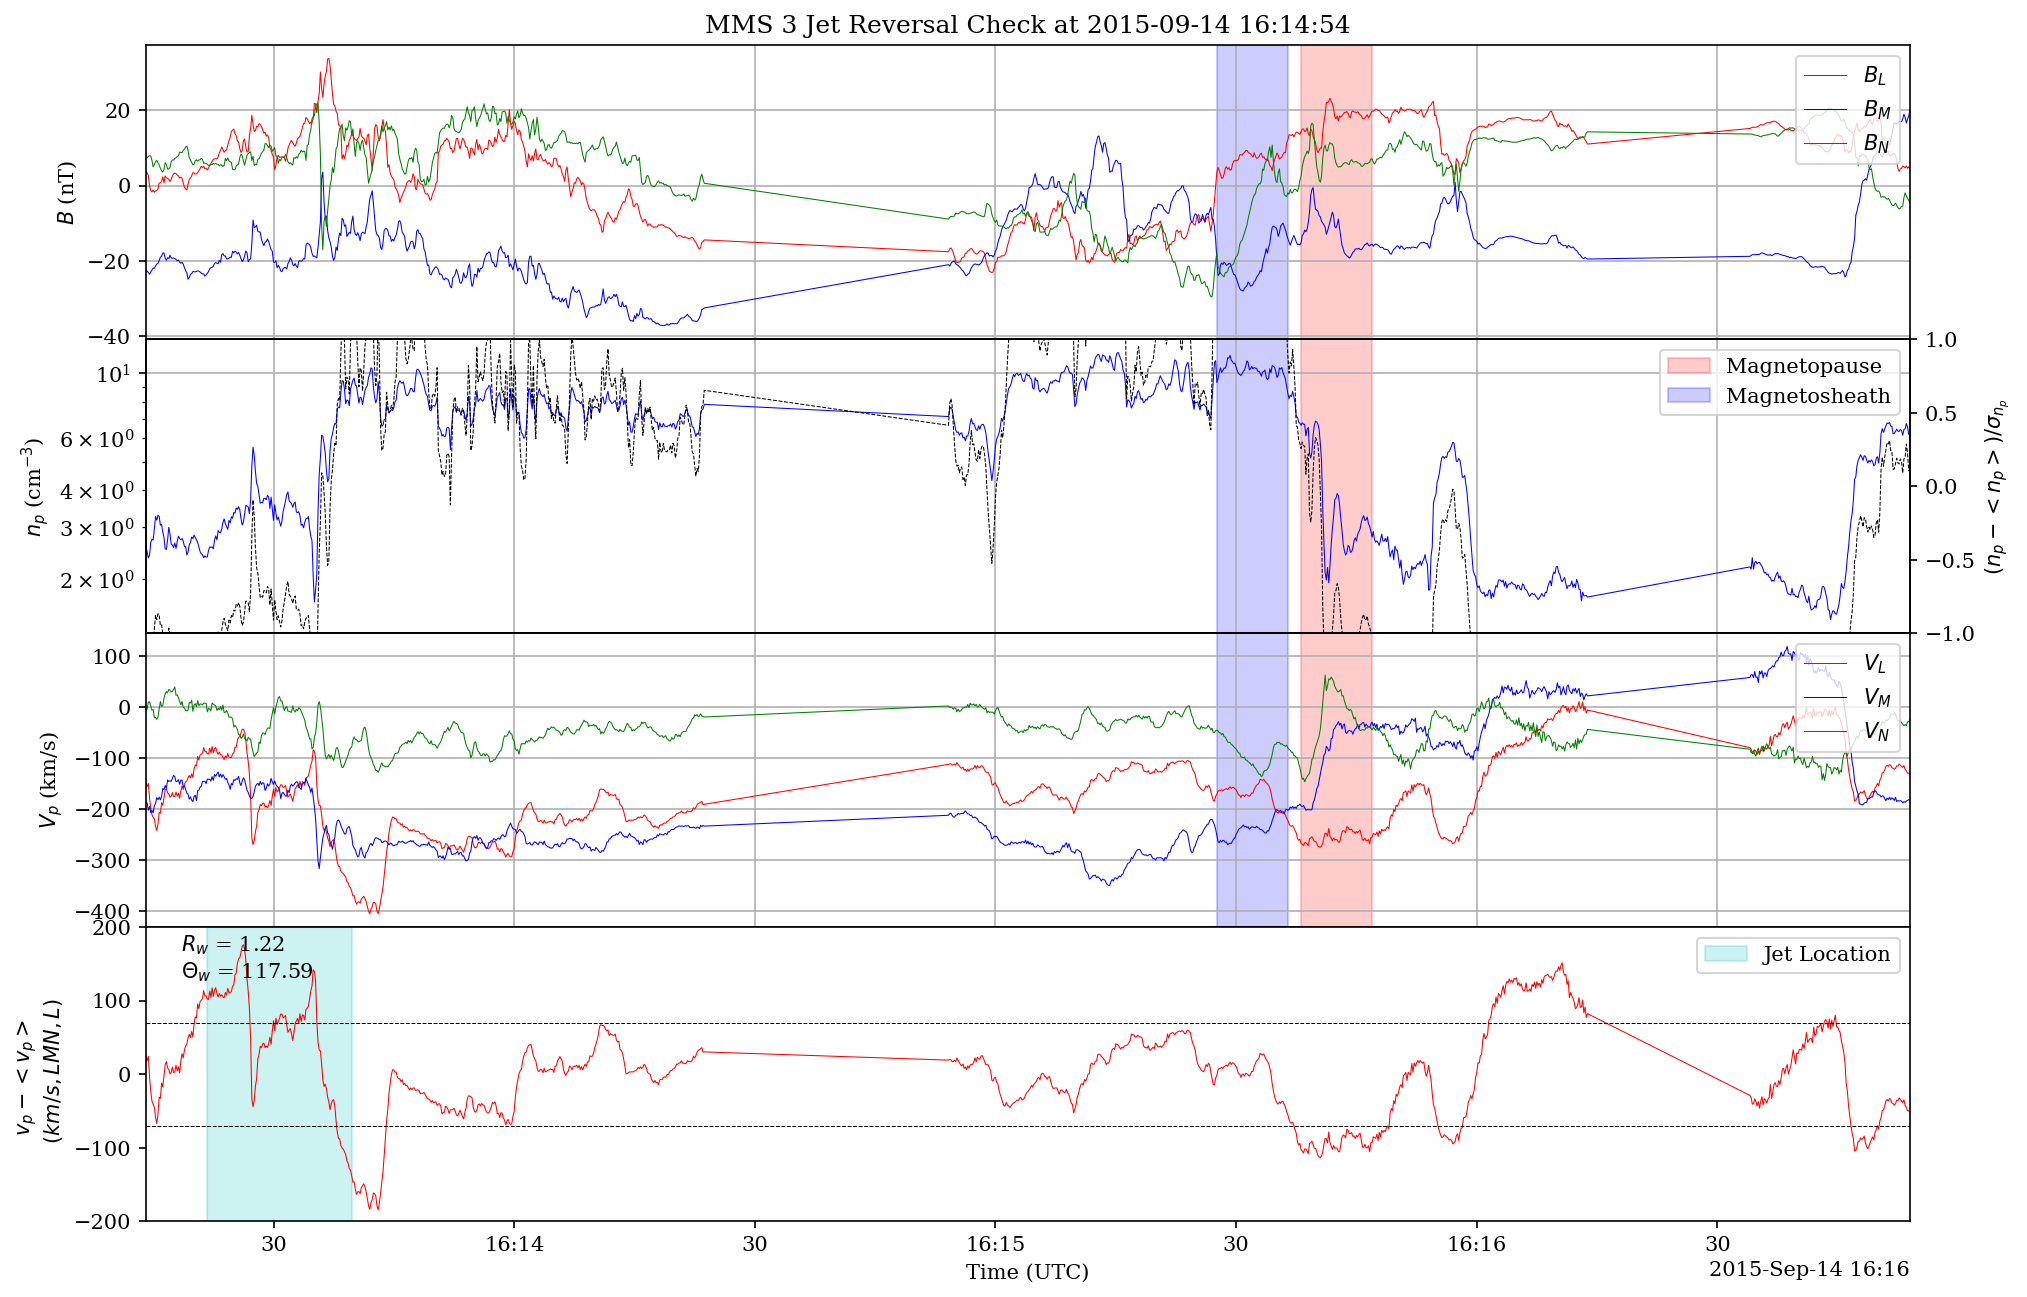 MMS 3 Jet Reversal Check at 2015-09-14 16:14:54
B (nT)
20
0
−20
−40
B_L
B_M
B_N
n_p (cm^{−3})
10^1
6 × 10^0
4 × 10^0
3 × 10^0
2 × 10^0
1.0
0.5
0.0
−0.5
−1.0
(n_p − < n_p >)/σ_{n_p}
Magnetopause
Magnetosheath
V_p (km/s)
100
0
−100
−200
−300
−400
V_L
V_M
V_N
v_p − < v_p >
(km/s, LMN, L)
200
100
0
−100
−200
R_w = 1.22
Θ_w = 117.59
Jet Location
30 16:14 30 16:15 30 16:16 30
Time (UTC)
2015-Sep-14 16:16